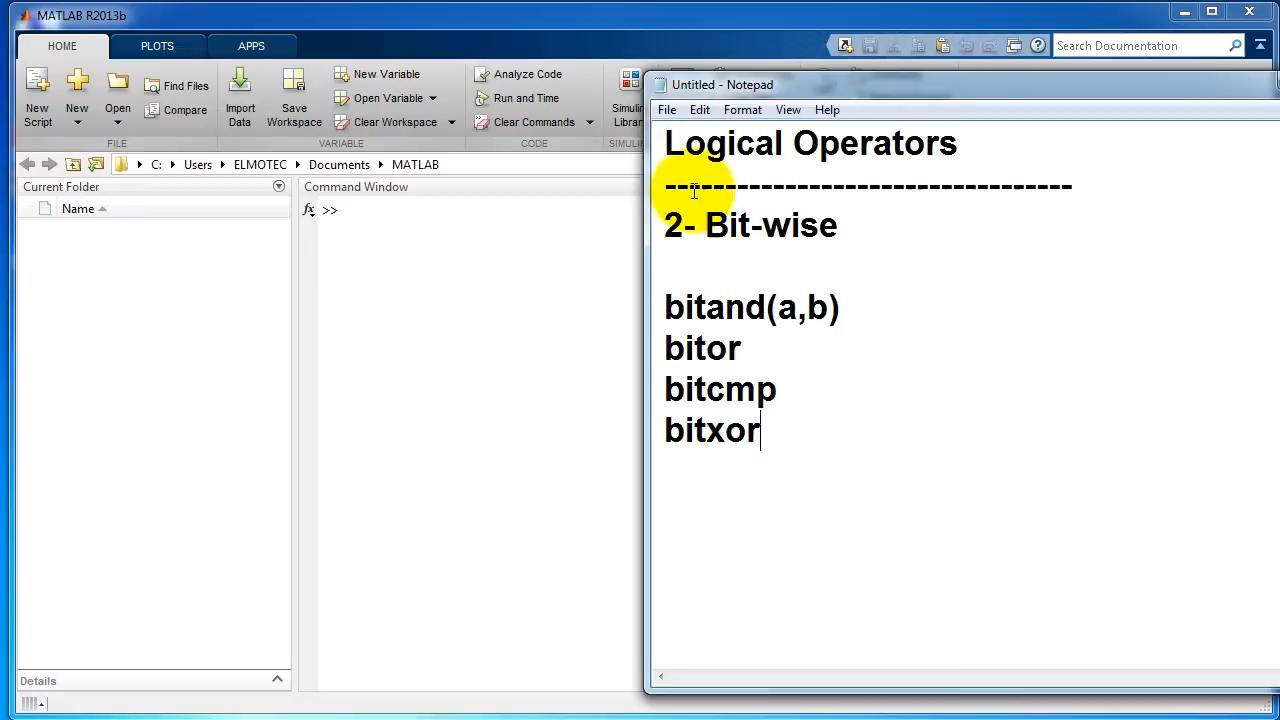 MATLAB R2013b
HOME PLOTS APPS
Search Documentation
New Script
New
Open
Find Files
Compare
Import Data
Save Workspace
New Variable
Open Variable
Clear Workspace
Analyze Code
Run and Time
Clear Commands
FILE VARIABLE CODE
C: Users ELMOTEC Documents MATLAB
Current Folder
Name
Details
Command Window
fx >>
Untitled - Notepad
File Edit Format View Help
Logical Operators
----------------------------------
2- Bit-wise
bitand(a,b)
bitor
bitcmp
bitxor